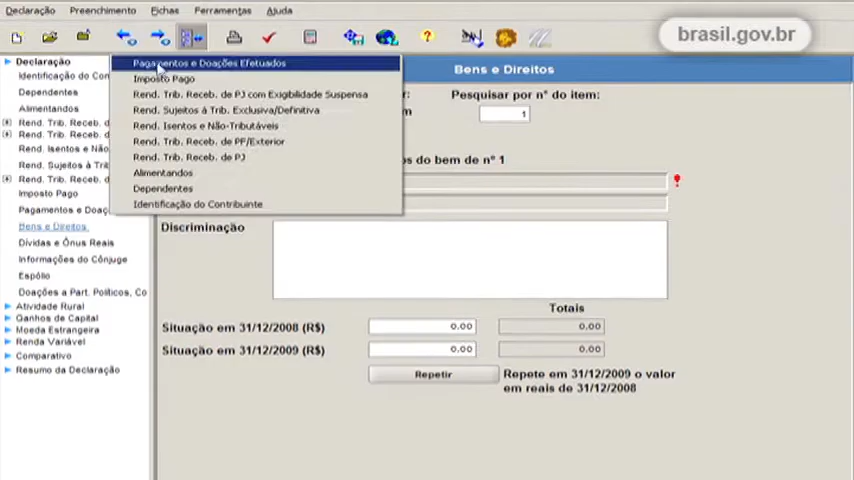 Declaração Preenchimento Fichas Ferramentas Ajuda
brasil.gov.br
Declaração
Identificação do Con
Dependentes
Alimentandos
Rend. Trib. Receb. d
Rend. Trib. Receb. d
Rend. Isentos e Não
Rend. Sujeitos à Trib
Rend. Trib. Receb. d
Imposto Pago
Pagamentos e Doaç
Bens e Direitos
Dívidas e Ônus Reais
Informações do Cônjuge
Espólio
Doações a Part. Políticos, Co
Atividade Rural
Ganhos de Capital
Moeda Estrangeira
Renda Variável
Comparativo
Resumo da Declaração
Pagamentos e Doações Efetuados
Imposto Pago
Rend. Trib. Receb. de PJ com Exigibilidade Suspensa
Rend. Sujeitos à Trib. Exclusiva/Definitiva
Rend. Isentos e Não-Tributáveis
Rend. Trib. Receb. de PF/Exterior
Rend. Trib. Receb. de PJ
Alimentandos
Dependentes
Identificação do Contribuinte
Bens e Direitos
Pesquisar por nº do item:
1
os do bem de nº 1
Discriminação
Totais
Situação em 31/12/2008 (R$) 0,00 0,00
Situação em 31/12/2009 (R$) 0,00 0,00
Repetir
Repete em 31/12/2009 o valor
em reais de 31/12/2008